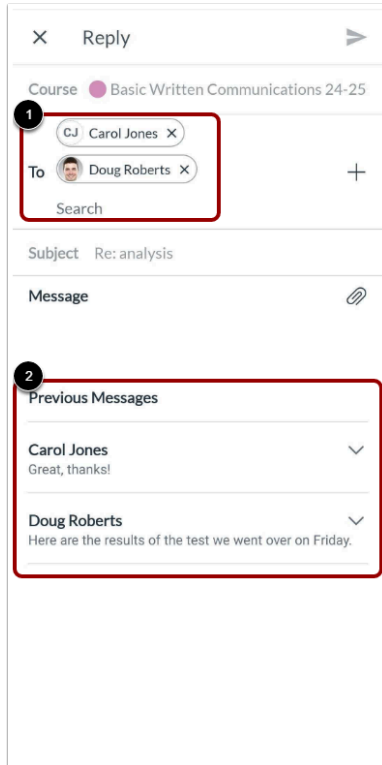 Reply
Course Basic Written Communications 24-25
1
CJ Carol Jones
To Doug Roberts
Search
Subject Re: analysis
Message
2
Previous Messages
Carol Jones
Great, thanks!
Doug Roberts
Here are the results of the test we went over on Friday.